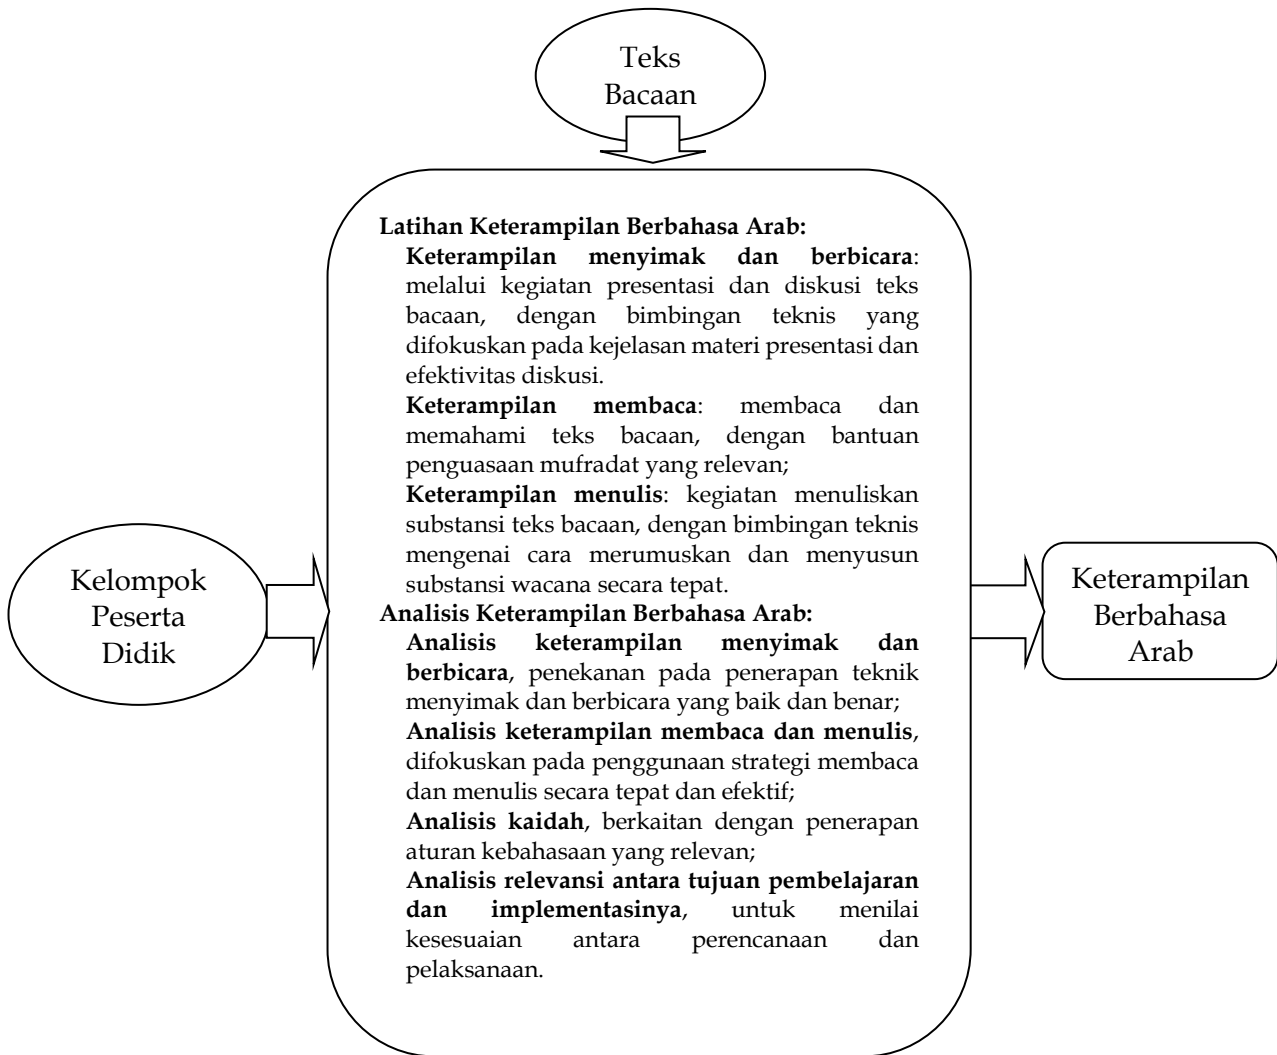 Teks
Bacaan
Latihan Keterampilan Berbahasa Arab:
Keterampilan menyimak dan berbicara:
melalui kegiatan presentasi dan diskusi teks
bacaan, dengan bimbingan teknis yang
difokuskan pada kejelasan materi presentasi dan
efektivitas diskusi.
Keterampilan membaca: membaca dan
memahami teks bacaan, dengan bantuan
penguasaan mufradat yang relevan;
Keterampilan menulis: kegiatan menuliskan
substansi teks bacaan, dengan bimbingan teknis
mengenai cara merumuskan dan menyusun
substansi wacana secara tepat.
Analisis Keterampilan Berbahasa Arab:
Analisis keterampilan menyimak dan
berbicara, penekanan pada penerapan teknik
menyimak dan berbicara yang baik dan benar;
Analisis keterampilan membaca dan menulis,
difokuskan pada penggunaan strategi membaca
dan menulis secara tepat dan efektif;
Analisis kaidah, berkaitan dengan penerapan
aturan kebahasaan yang relevan;
Analisis relevansi antara tujuan pembelajaran
dan implementasinya, untuk menilai
kesesuaian antara perencanaan dan
pelaksanaan.
Kelompok
Peserta
Didik
Keterampilan
Berbahasa
Arab